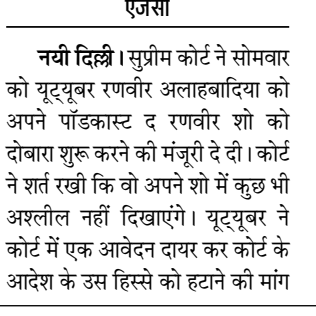 एजेंसी
नयी दिल्ली। सुप्रीम कोर्ट ने सोमवार
को यूट्यूबर रणवीर अलाहबादिया को
अपने पॉडकास्ट द रणवीर शो को
दोबारा शुरू करने की मंजूरी दे दी। कोर्ट
ने शर्त रखी कि वो अपने शो में कुछ भी
अश्लील नहीं दिखाएंगे। यूट्यूबर ने
कोर्ट में एक आवेदन दायर कर कोर्ट के
आदेश के उस हिस्से को हटाने की मांग